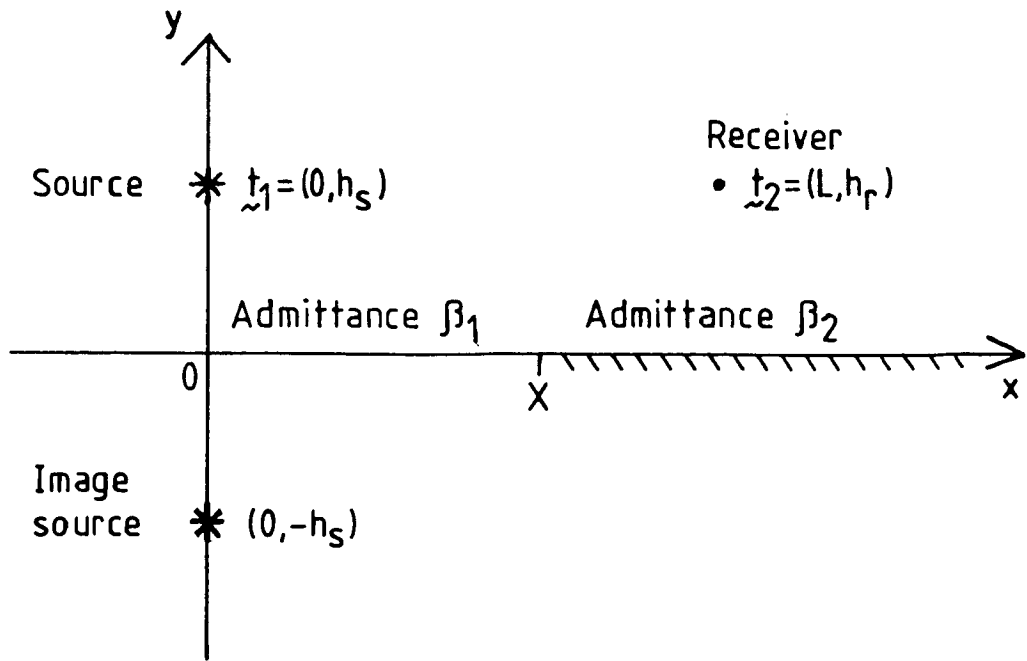 y
Receiver
Source t₁=(0,hₛ) t₂=(L,hᵣ)
Admittance β₁ Admittance β₂
0 X x
Image
source (0,-hₛ)